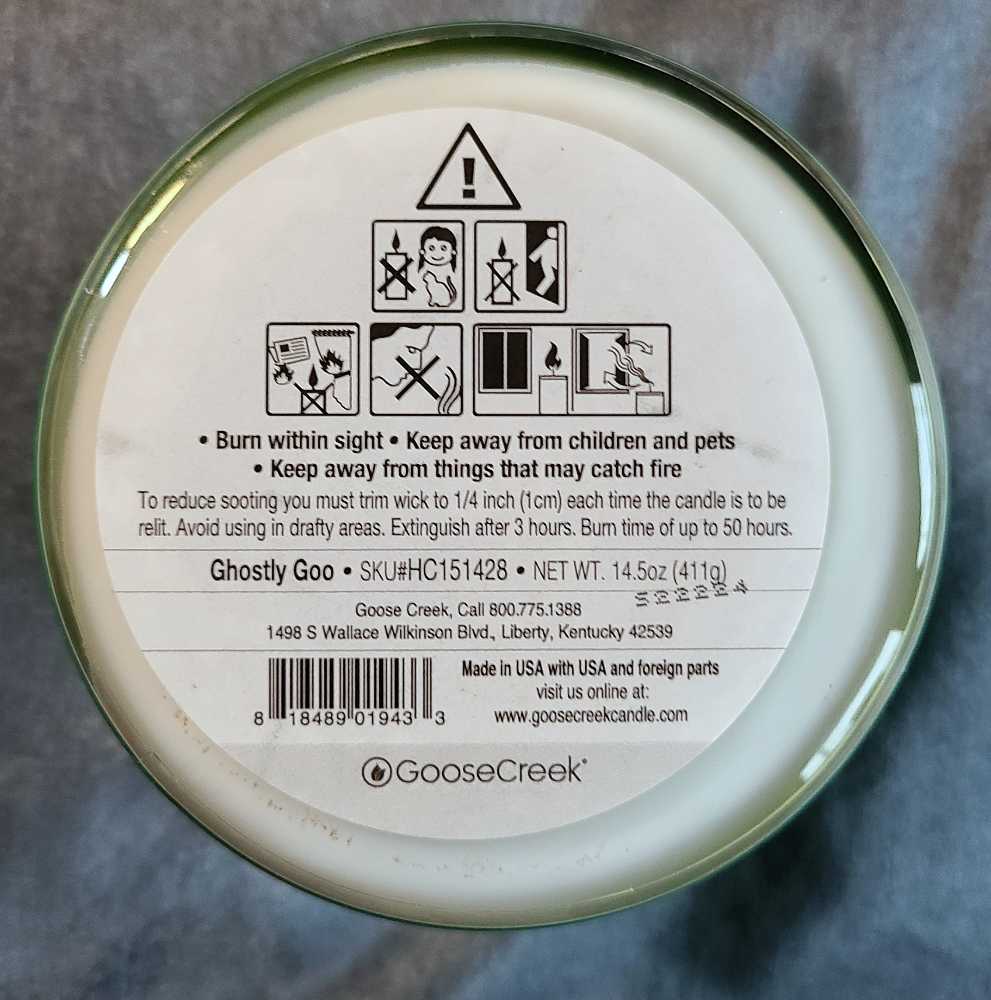 !
• Burn within sight • Keep away from children and pets
• Keep away from things that may catch fire
To reduce sooting you must trim wick to 1/4 inch (1cm) each time the candle is to be
relit. Avoid using in drafty areas. Extinguish after 3 hours. Burn time of up to 50 hours.
Ghostly Goo • SKU#HC151428 • NET WT. 14.5oz (411g)
Goose Creek, Call 800.775.1388
1498 S Wallace Wilkinson Blvd., Liberty, Kentucky 42539
Made in USA with USA and foreign parts
visit us online at:
www.goosecreekcandle.com
8 18489 01943 3
GooseCreek®